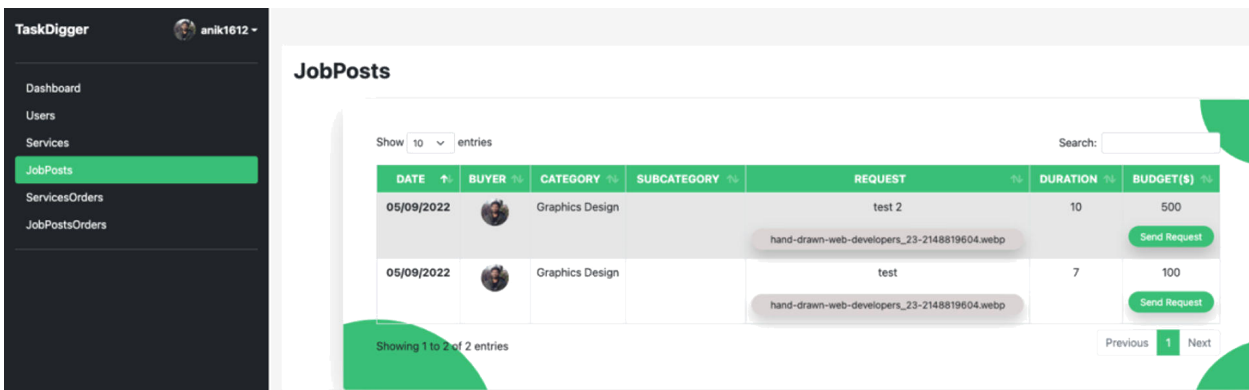 TaskDigger
anik1612
Dashboard
Users
Services
JobPosts
ServicesOrders
JobPostsOrders
JobPosts
Show 10 entries
Search:
DATE BUYER CATEGORY SUBCATEGORY REQUEST DURATION BUDGET($)
05/09/2022 Graphics Design test 2 10 500
hand-drawn-web-developers_23-2148819604.webp Send Request
05/09/2022 Graphics Design test 7 100
hand-drawn-web-developers_23-2148819604.webp Send Request
Showing 1 to 2 of 2 entries
Previous 1 Next